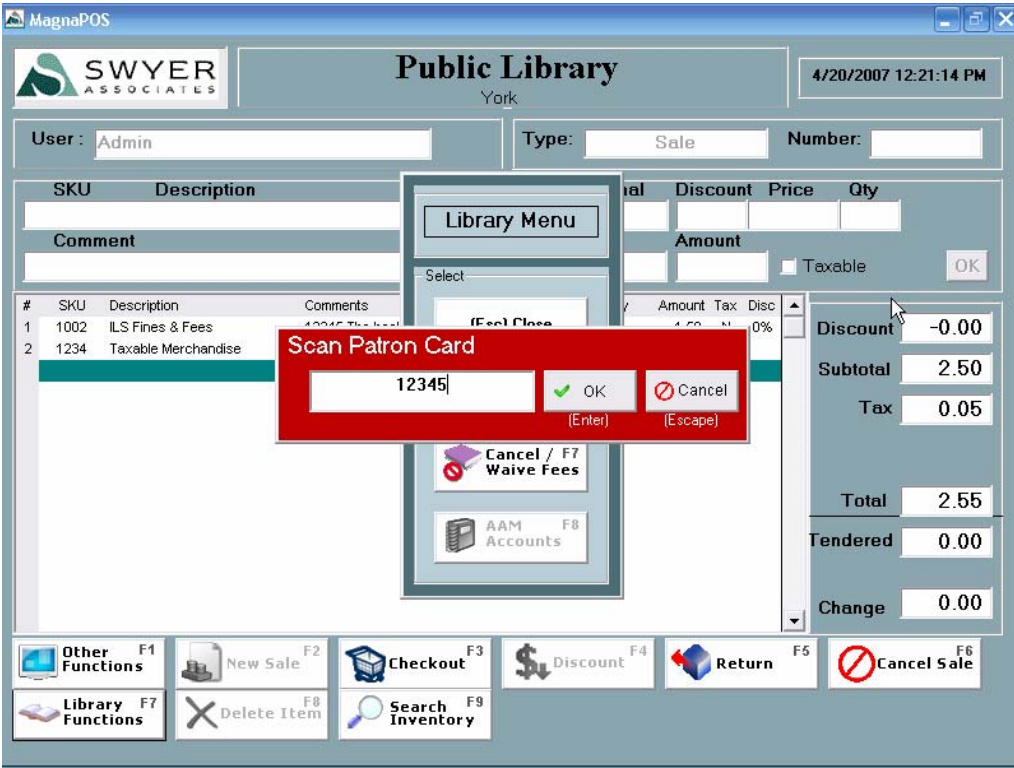 MagnaPOS
SWYER
ASSOCIATES
Public Library
York
4/20/2007 12:21:14 PM
User : Admin
Type: Sale
Number:
SKU Description
Discount Price Qty
Comment
Amount
Taxable
OK
Library Menu
Select
(Esc) Close
# SKU Description Comments Amount Tax Disc
1 1002 ILS Fines & Fees 12345 The 0%
2 1234 Taxable Merchandise
Scan Patron Card
12345
OK
(Enter)
Cancel
(Escape)
Cancel / F7
Waive Fees
AAM F8
Accounts
Discount -0.00
Subtotal 2.50
Tax 0.05
Total 2.55
Tendered 0.00
Change 0.00
Other F1
Functions
New Sale F2
Checkout F3
Discount F4
Return F5
Cancel Sale F6
Library F7
Functions
Delete Item F8
Search F9
Inventory